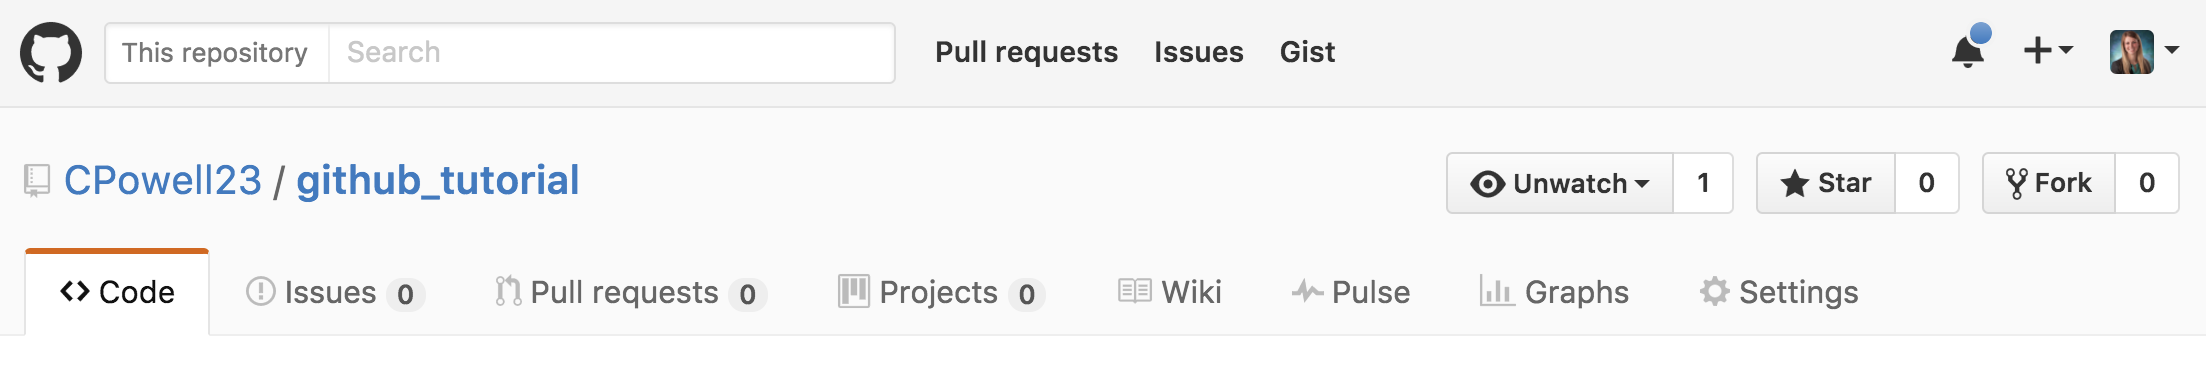 This repository Search Pull requests Issues Gist
CPowell23 / github_tutorial Unwatch 1 Star 0 Fork 0
Code Issues 0 Pull requests 0 Projects 0 Wiki Pulse Graphs Settings